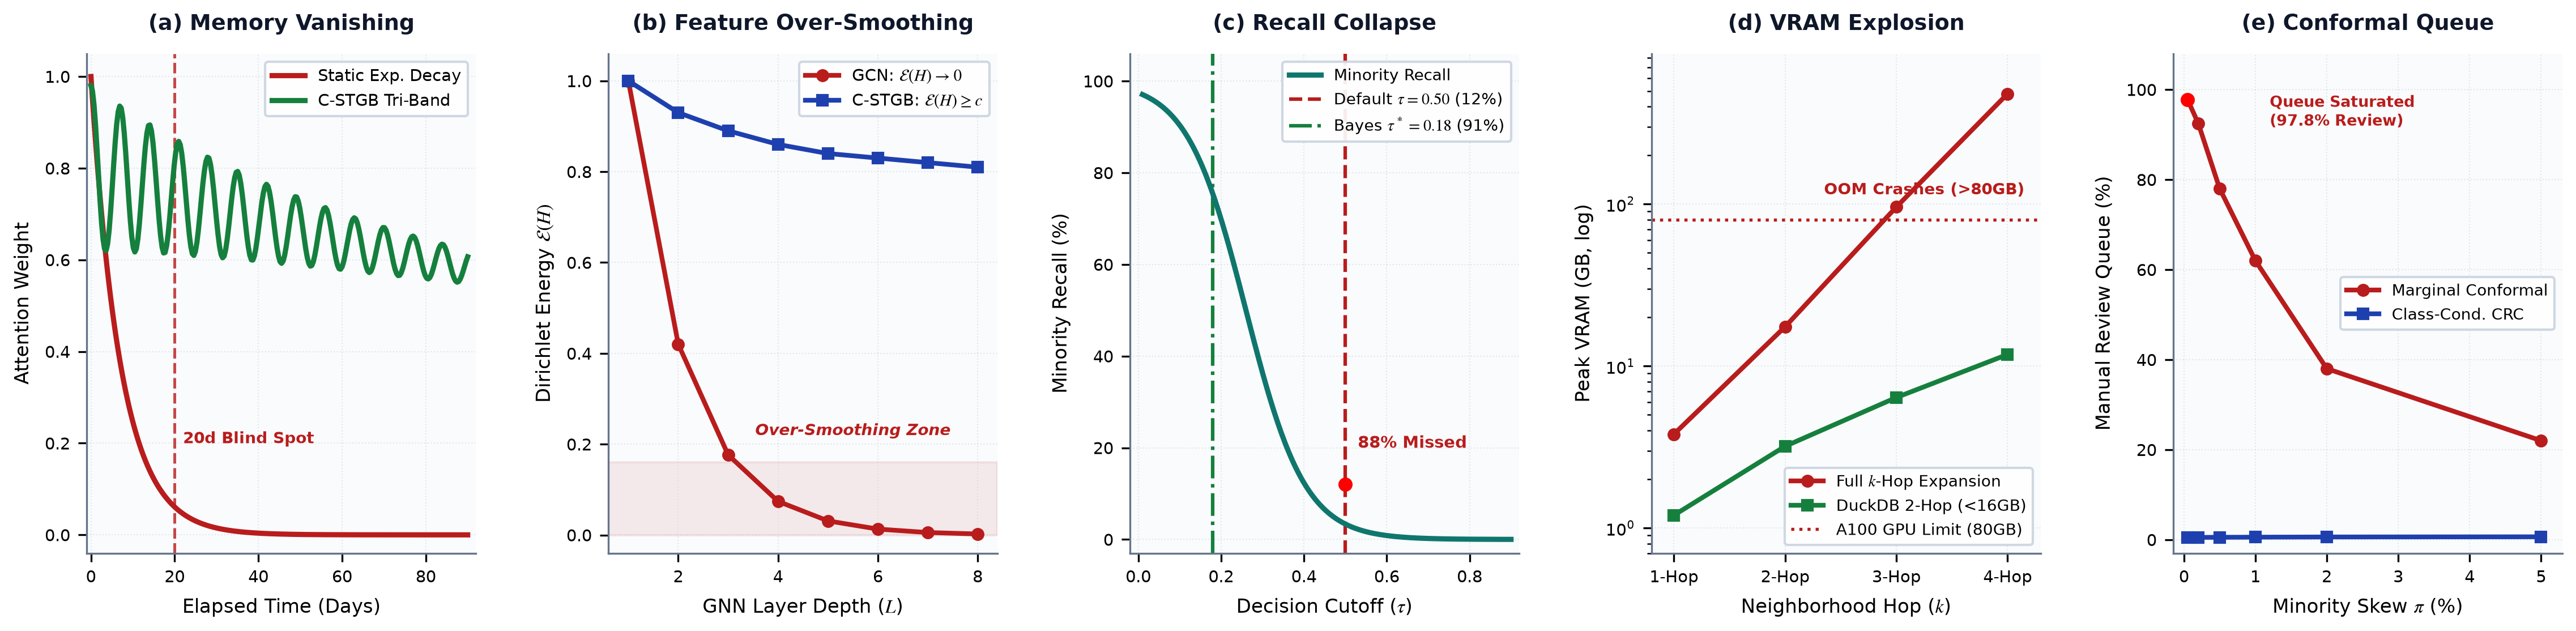 (a) Memory Vanishing
Attention Weight
1.0
0.8
0.6
0.4
0.2
0.0
Static Exp. Decay
C-STGB Tri-Band
20d Blind Spot
0 20 40 60 80
Elapsed Time (Days)
(b) Feature Over-Smoothing
Dirichlet Energy ℰ(H)
1.0
0.8
0.6
0.4
0.2
0.0
GCN: ℰ(H) → 0
C-STGB: ℰ(H) ≥ c
Over-Smoothing Zone
2 4 6 8
GNN Layer Depth (L)
(c) Recall Collapse
Minority Recall (%)
100
80
60
40
20
0
Minority Recall
Default τ = 0.50 (12%)
Bayes τ* = 0.18 (91%)
88% Missed
0.0 0.2 0.4 0.6 0.8
Decision Cutoff (τ)
(d) VRAM Explosion
Peak VRAM (GB, log)
10²
10¹
10⁰
OOM Crashes (>80GB)
Full k-Hop Expansion
DuckDB 2-Hop (<16GB)
A100 GPU Limit (80GB)
1-Hop 2-Hop 3-Hop 4-Hop
Neighborhood Hop (k)
(e) Conformal Queue
Manual Review Queue (%)
100
80
60
40
20
0
Queue Saturated
(97.8% Review)
Marginal Conformal
Class-Cond. CRC
0 1 2 3 4 5
Minority Skew π (%)